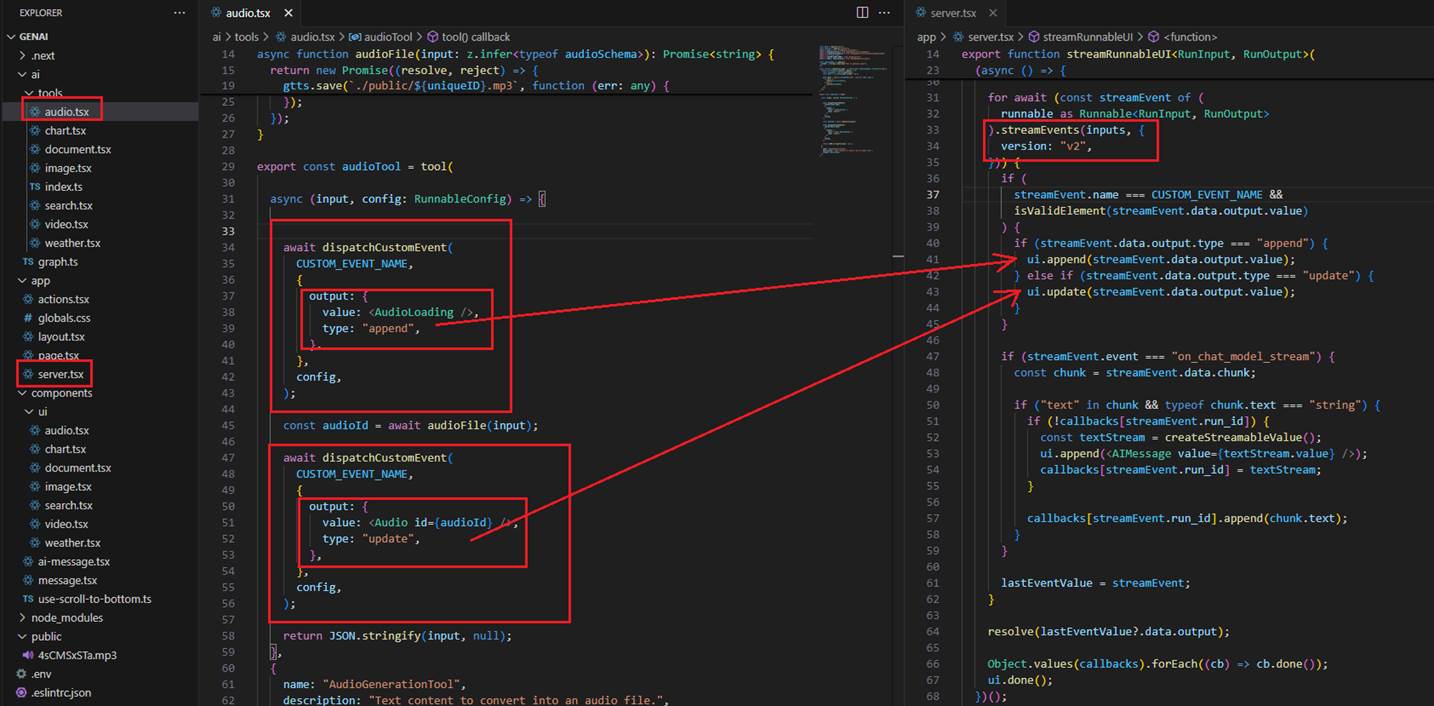 EXPLORER
GENAI
.next
ai
tools
audio.tsx
chart.tsx
document.tsx
image.tsx
TS index.ts
search.tsx
video.tsx
weather.tsx
TS graph.ts
app
actions.tsx
# globals.css
layout.tsx
page.tsx
server.tsx
components
ui
audio.tsx
chart.tsx
document.tsx
image.tsx
search.tsx
video.tsx
weather.tsx
ai-message.tsx
message.tsx
TS use-scroll-to-bottom.ts
node_modules
public
4sCMSxSTa.mp3
.env
.eslintrc.json
audio.tsx
ai > tools > audio.tsx > audioTool > tool() callback
14 async function audioFile(input: z.infer<typeof audioSchema>): Promise<string> {
15 return new Promise((resolve, reject) => {
19 gtts.save(`./public/${uniqueID}.mp3`, function (err: any) {
25 });
26 });
27 }
28
29 export const audioTool = tool(
30
31 async (input, config: RunnableConfig) => {
32
33
34 await dispatchCustomEvent(
35 CUSTOM_EVENT_NAME,
36 {
37 output: {
38 value: <AudioLoading />,
39 type: "append",
40 },
41 },
42 config,
43 );
44
45 const audioId = await audioFile(input);
46
47 await dispatchCustomEvent(
48 CUSTOM_EVENT_NAME,
49 {
50 output: {
51 value: <Audio id={audioId} />,
52 type: "update",
53 },
54 },
55 config,
56 );
57
58 return JSON.stringify(input, null);
59 },
60 {
61 name: "AudioGenerationTool",
62 description: "Text content to convert into an audio file.",
server.tsx
app > server.tsx > streamRunnableUI > <function>
14 export function streamRunnableUI<RunInput, RunOutput>(
23 (async () => {
30
31 for await (const streamEvent of (
32 runnable as Runnable<RunInput, RunOutput>
33 ).streamEvents(inputs, {
34 version: "v2",
35 })) {
36 if (
37 streamEvent.name === CUSTOM_EVENT_NAME &&
38 isValidElement(streamEvent.data.output.value)
39 ) {
40 if (streamEvent.data.output.type === "append") {
41 ui.append(streamEvent.data.output.value);
42 } else if (streamEvent.data.output.type === "update") {
43 ui.update(streamEvent.data.output.value);
44 }
45 }
46
47 if (streamEvent.event === "on_chat_model_stream") {
48 const chunk = streamEvent.data.chunk;
49
50 if ("text" in chunk && typeof chunk.text === "string") {
51 if (!callbacks[streamEvent.run_id]) {
52 const textStream = createStreamableValue();
53 ui.append(<AIMessage value={textStream.value} />);
54 callbacks[streamEvent.run_id] = textStream;
55 }
56
57 callbacks[streamEvent.run_id].append(chunk.text);
58 }
59 }
60
61 lastEventValue = streamEvent;
62 }
63
64 resolve(lastEventValue?.data.output);
65
66 Object.values(callbacks).forEach((cb) => cb.done());
67 ui.done();
68 })();